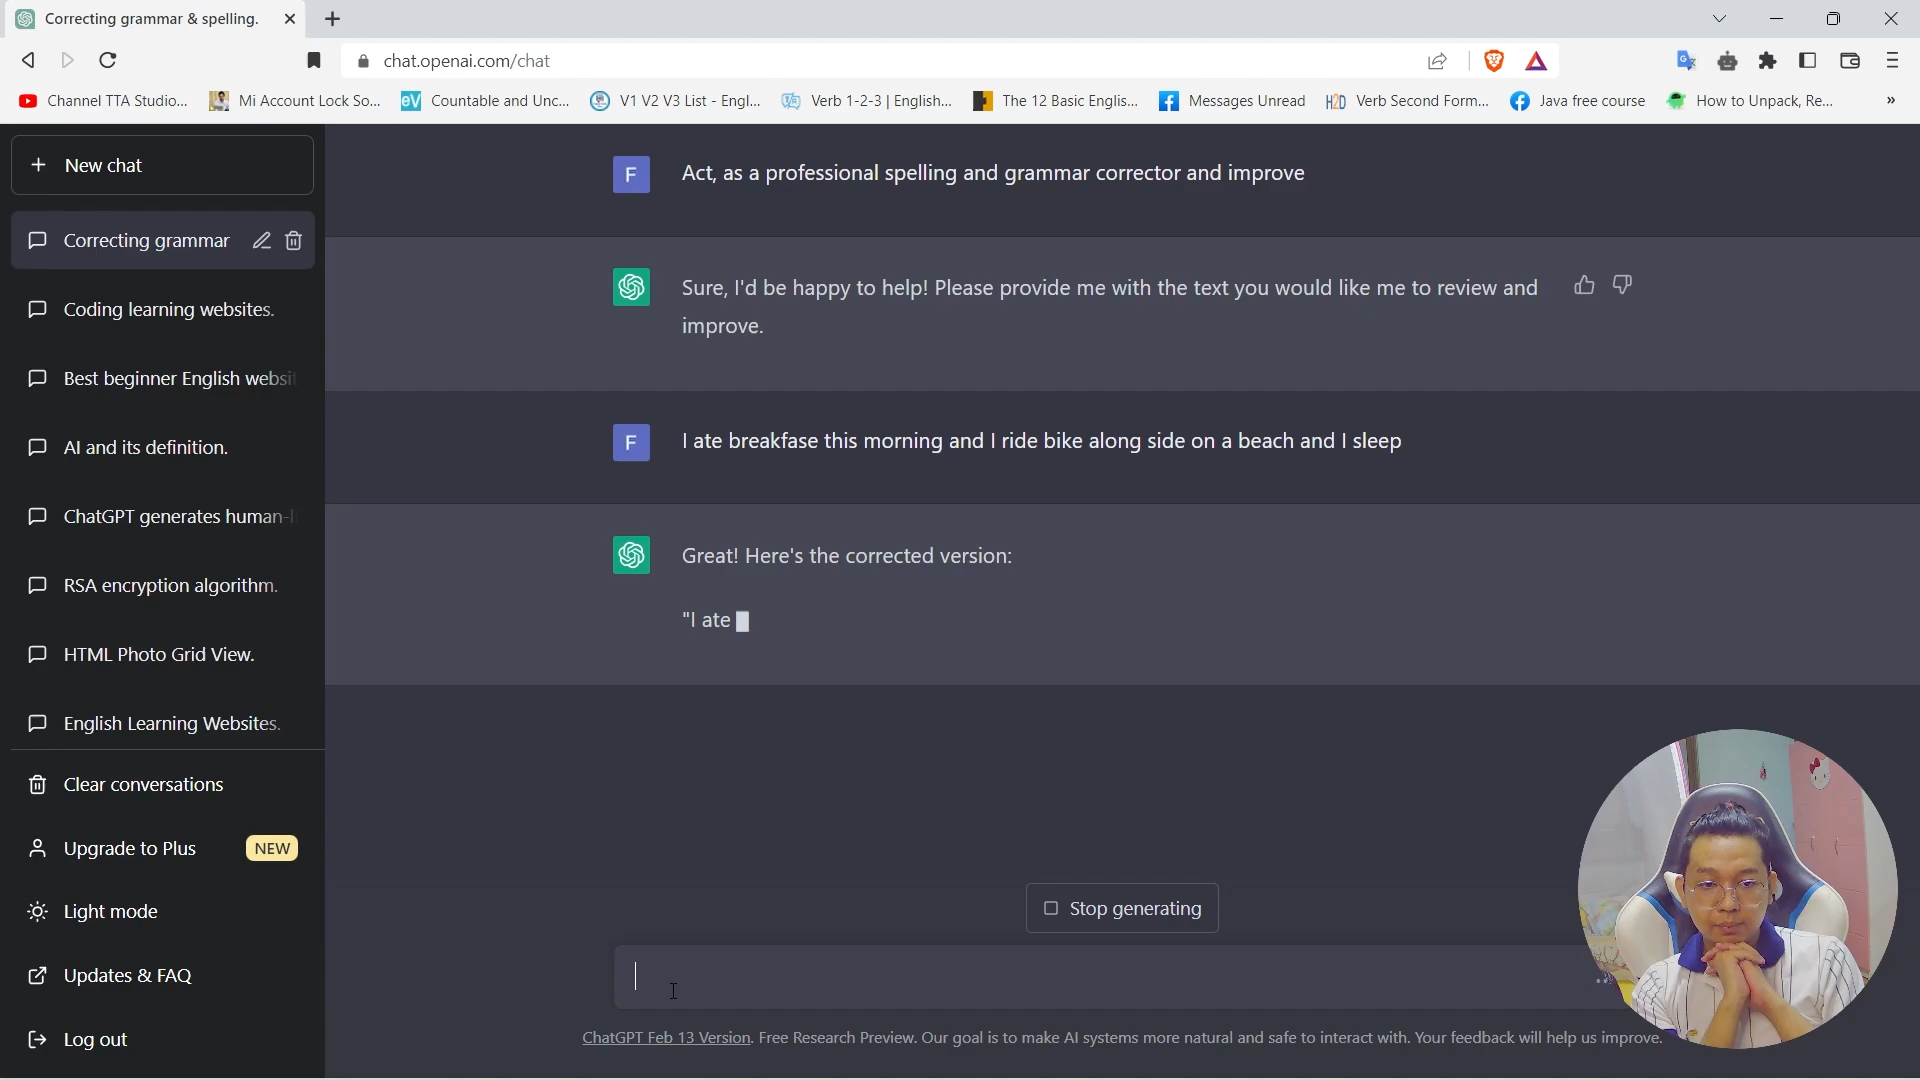 Correcting grammar & spelling.
chat.openai.com/chat
Channel TTA Studio...
Mi Account Lock So...
eV
Countable and Unc...
V1 V2 V3 List - Engl...
Verb 1-2-3 | English...
The 12 Basic Englis...
Messages Unread
H2D
Verb Second Form...
Java free course
How to Unpack, Re...
»
New chat
Correcting grammar
Coding learning websites.
Best beginner English websit
AI and its definition.
ChatGPT generates human-l
RSA encryption algorithm.
HTML Photo Grid View.
English Learning Websites.
Clear conversations
Upgrade to Plus
NEW
Light mode
Updates & FAQ
Log out
F
Act, as a professional spelling and grammar corrector and improve
Sure, I'd be happy to help! Please provide me with the text you would like me to review and
improve.
F
I ate breakfase this morning and I ride bike along side on a beach and I sleep
Great! Here's the corrected version:
"I ate
Stop generating
ChatGPT Feb 13 Version. Free Research Preview. Our goal is to make AI systems more natural and safe to interact with. Your feedback will help us improve.